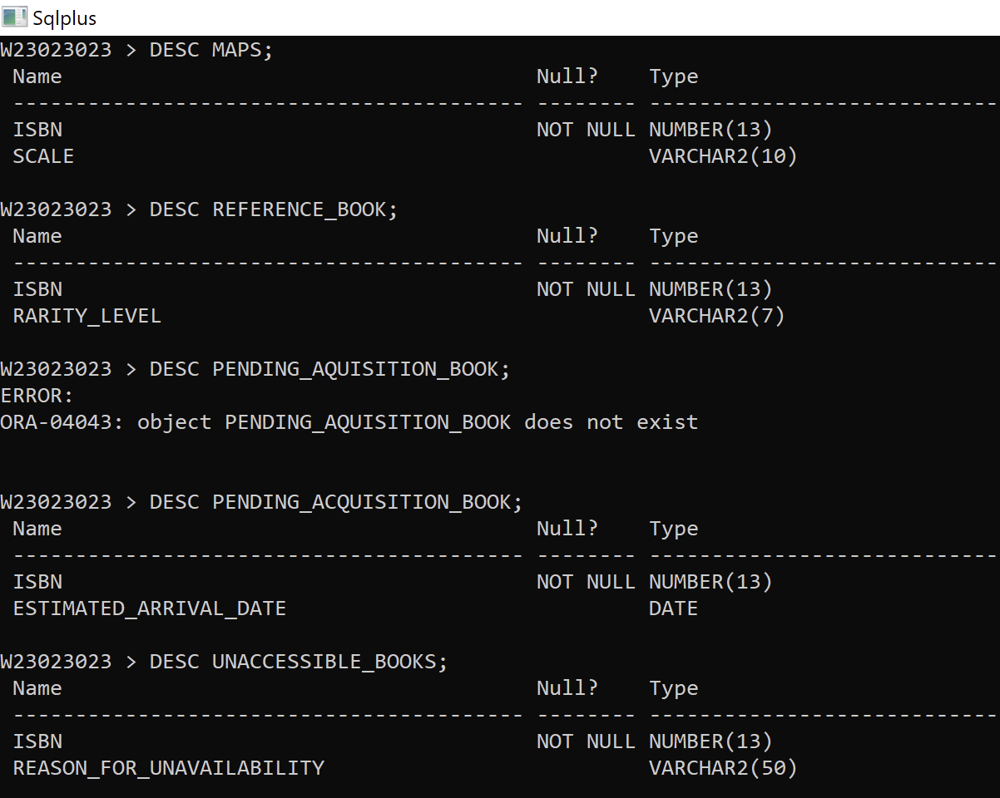 Sqlplus
W23023023 > DESC MAPS;
Name Null? Type
----------------------------------------- -------- ----------------------------
ISBN NOT NULL NUMBER(13)
SCALE VARCHAR2(10)
W23023023 > DESC REFERENCE_BOOK;
Name Null? Type
----------------------------------------- -------- ----------------------------
ISBN NOT NULL NUMBER(13)
RARITY_LEVEL VARCHAR2(7)
W23023023 > DESC PENDING_AQUISITION_BOOK;
ERROR:
ORA-04043: object PENDING_AQUISITION_BOOK does not exist
W23023023 > DESC PENDING_ACQUISITION_BOOK;
Name Null? Type
----------------------------------------- -------- ----------------------------
ISBN NOT NULL NUMBER(13)
ESTIMATED_ARRIVAL_DATE DATE
W23023023 > DESC UNACCESSIBLE_BOOKS;
Name Null? Type
----------------------------------------- -------- ----------------------------
ISBN NOT NULL NUMBER(13)
REASON_FOR_UNAVAILABILITY VARCHAR2(50)